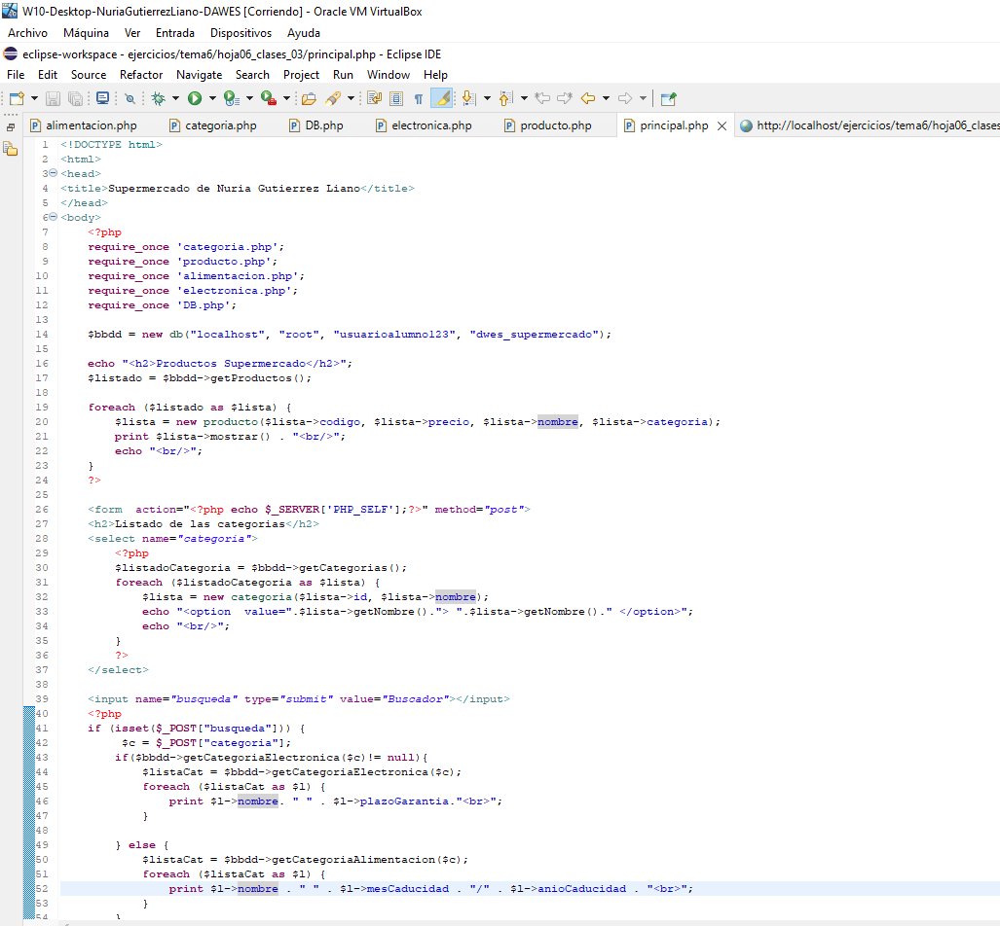 W10-Desktop-NuriaGutierrezLiano-DAWES [Corriendo] - Oracle VM VirtualBox
Archivo Máquina Ver Entrada Dispositivos Ayuda
eclipse-workspace - ejercicios/tema6/hoja06_clases_03/principal.php - Eclipse IDE
File Edit Source Refactor Navigate Search Project Run Window Help
alimentacion.php categoria.php DB.php electronica.php producto.php principal.php http://localhost/ejercicios/tema6/hoja06_clases
1 <!DOCTYPE html>
2 <html>
3 <head>
4 <title>Supermercado de Nuria Gutierrez Liano</title>
5 </head>
6 <body>
7 <?php
8 require_once 'categoria.php';
9 require_once 'producto.php';
10 require_once 'alimentacion.php';
11 require_once 'electronica.php';
12 require_once 'DB.php';
13
14 $bbdd = new db("localhost", "root", "usuarioalumno123", "dwes_supermercado");
15
16 echo "<h2>Productos Supermercado</h2>";
17 $listado = $bbdd->getProductos();
18
19 foreach ($listado as $lista) {
20 $lista = new producto($lista->codigo, $lista->precio, $lista->nombre, $lista->categoria);
21 print $lista->mostrar() . "<br/>";
22 echo "<br/>";
23 }
24 ?>
25
26 <form action="<?php echo $_SERVER['PHP_SELF'];?>" method="post">
27 <h2>Listado de las categorias</h2>
28 <select name="categoria">
29 <?php
30 $listadoCategoria = $bbdd->getCategorias();
31 foreach ($listadoCategoria as $lista) {
32 $lista = new categoria($lista->id, $lista->nombre);
33 echo "<option value=".$lista->getNombre()."> ".$lista->getNombre()." </option>";
34 echo "<br/>";
35 }
36 ?>
37 </select>
38
39 <input name="busqueda" type="submit" value="Buscador"></input>
40 <?php
41 if (isset($_POST["busqueda"])) {
42 $c = $_POST["categoria"];
43 if($bbdd->getCategoriaElectronica($c)!= null){
44 $listaCat = $bbdd->getCategoriaElectronica($c);
45 foreach ($listaCat as $l) {
46 print $l->nombre. " " . $l->plazoGarantia."<br>";
47 }
48
49 } else {
50 $listaCat = $bbdd->getCategoriaAlimentacion($c);
51 foreach ($listaCat as $l) {
52 print $l->nombre . " " . $l->mesCaducidad . "/" . $l->anioCaducidad . "<br>";
53 }
54 }